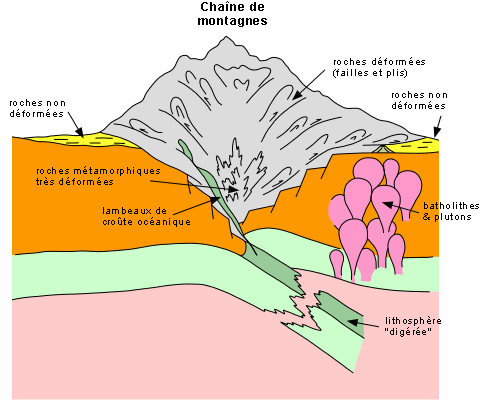 Chaîne de
montagnes
roches déformées
(failles et plis)
roches non
déformées
roches non
déformées
roches métamorphiques
très déformées
lambeaux de
croûte océanique
batholithes
& plutons
lithosphère
"digérée"